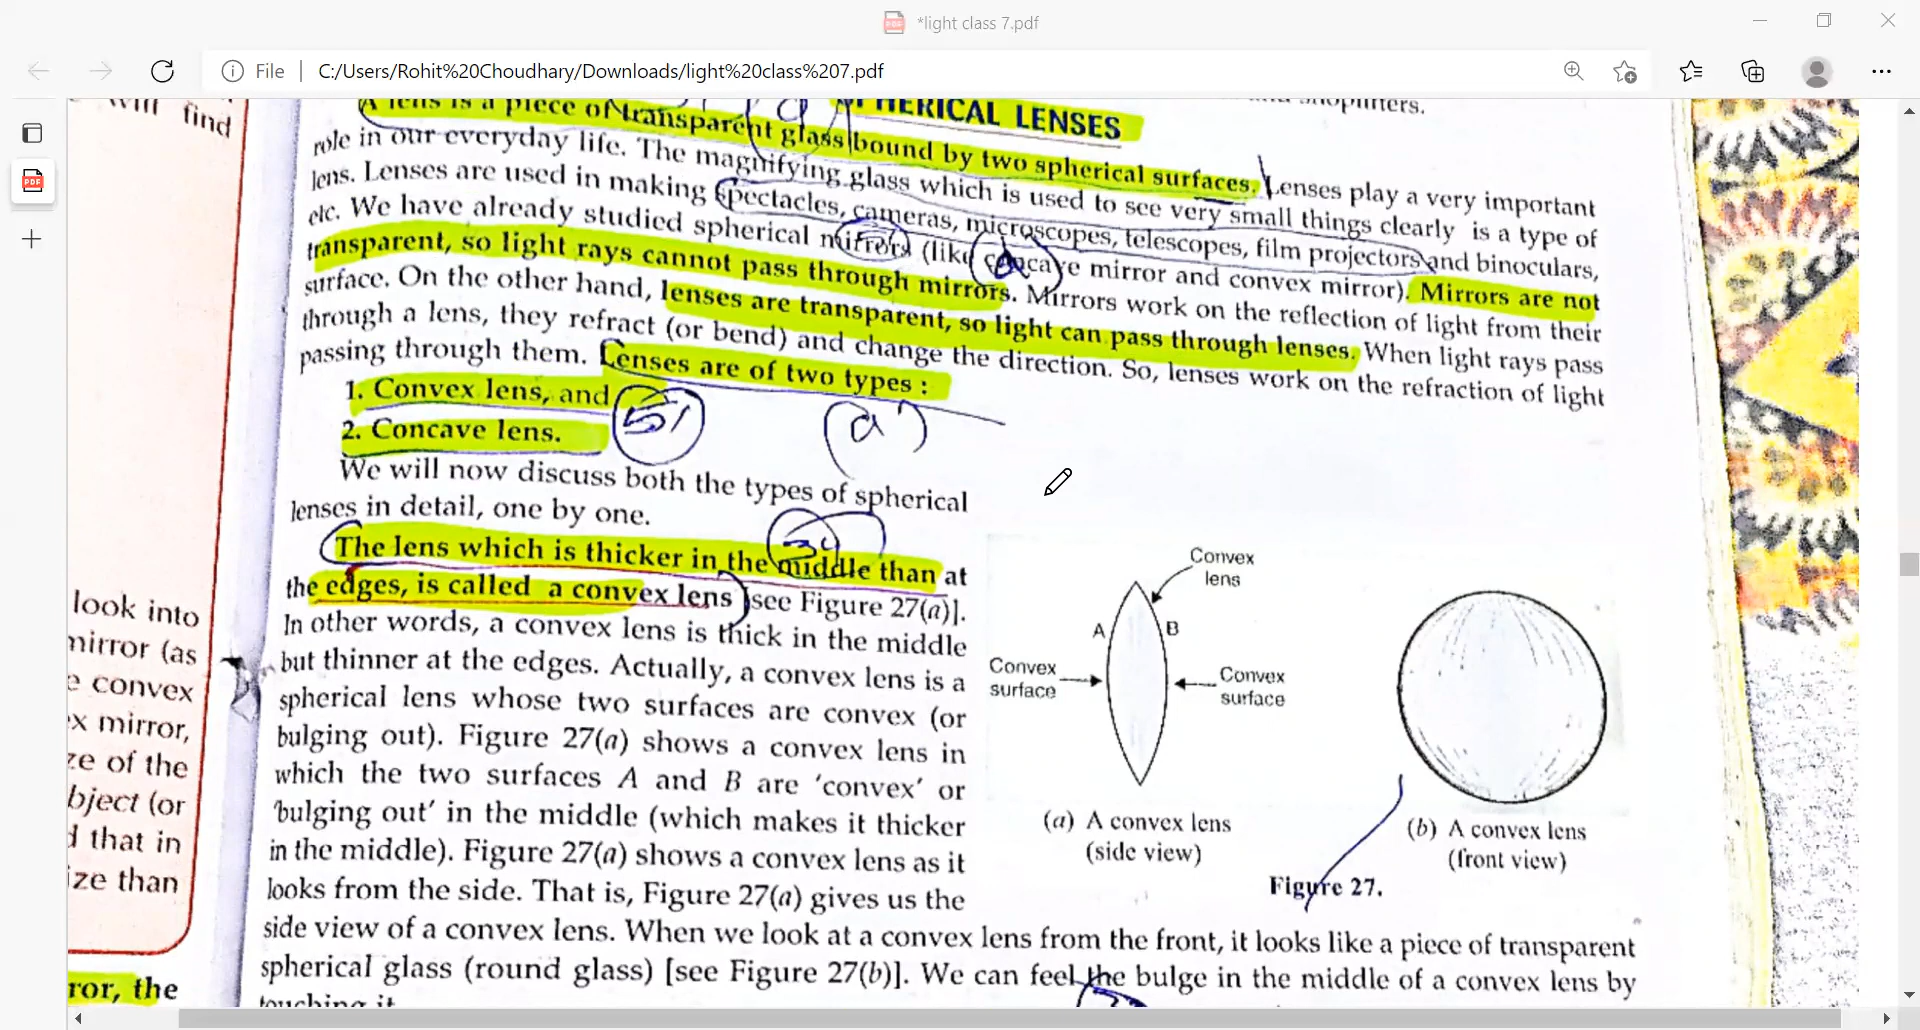 *light class 7.pdf
File | C:/Users/Rohit%20Choudhary/Downloads/light%20class%207.pdf
PDF
will find
look into
mirror (as
e convex
x mirror,
ze of the
bject (or
d that in
ize than
ror, the
SPHERICAL LENSES
A lens is a piece of transparent glass bound by two spherical surfaces. Lenses play a very important
role in our everyday life. The magnifying glass which is used to see very small things clearly is a type of
lens. Lenses are used in making spectacles, cameras, microscopes, telescopes, film projectors and binoculars,
etc. We have already studied spherical mirrors (like concave mirror and convex mirror). Mirrors are not
transparent, so light rays cannot pass through mirrors. Mirrors work on the reflection of light from their
surface. On the other hand, lenses are transparent, so light can pass through lenses. When light rays pass
through a lens, they refract (or bend) and change the direction. So, lenses work on the refraction of light
passing through them. Lenses are of two types :
1. Convex lens, and
2. Concave lens.
51
(a)
We will now discuss both the types of spherical
lenses in detail, one by one.
34
The lens which is thicker in the middle than at
the edges, is called a convex lens [see Figure 27(a)].
In other words, a convex lens is thick in the middle
but thinner at the edges. Actually, a convex lens is a
spherical lens whose two surfaces are convex (or
bulging out). Figure 27(a) shows a convex lens in
which the two surfaces A and B are ‘convex’ or
‘bulging out’ in the middle (which makes it thicker
in the middle). Figure 27(a) shows a convex lens as it
looks from the side. That is, Figure 27(a) gives us the
side view of a convex lens. When we look at a convex lens from the front, it looks like a piece of transparent
spherical glass (round glass) [see Figure 27(b)]. We can feel the bulge in the middle of a convex lens by
touching it.
Convex
lens
A
B
Convex
surface
Convex
surface
(a) A convex lens
(side view)
(b) A convex lens
(front view)
Figure 27.